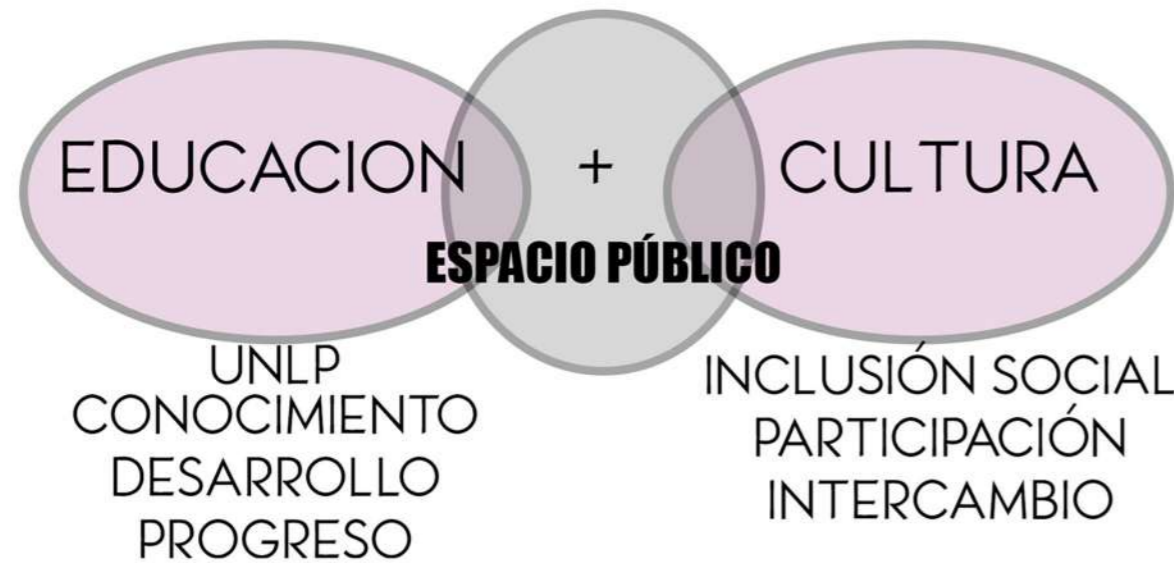 EDUCACION + CULTURA
ESPACIO PÚBLICO
UNLP
CONOCIMIENTO
DESARROLLO
PROGRESO
INCLUSIÓN SOCIAL
PARTICIPACIÓN
INTERCAMBIO